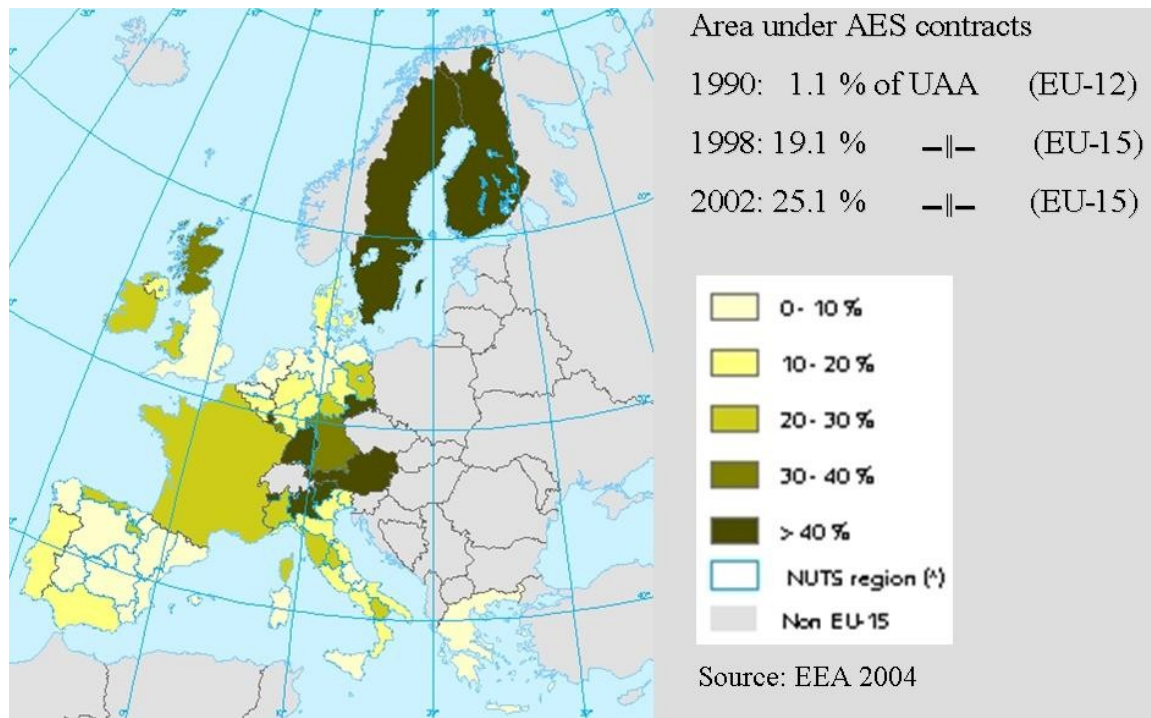 Area under AES contracts
1990: 1.1 % of UAA (EU-12)
1998: 19.1 % –||– (EU-15)
2002: 25.1 % –||– (EU-15)
0 - 10 %
10 - 20 %
20 - 30 %
30 - 40 %
> 40 %
NUTS region (^)
Non EU-15
Source: EEA 2004